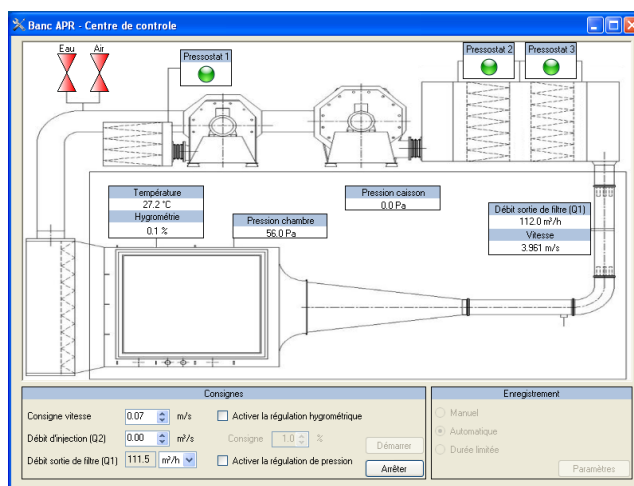 Banc APR - Centre de controle
Eau
Air
Pressostat 1
Pressostat 2
Pressostat 3
Température
27.2 °C
Hygrométrie
0.1 %
Pression chambre
56.0 Pa
Pression caisson
0.0 Pa
Débit sortie de filtre (Q1)
112.0 m³/h
Vitesse
3.961 m/s
Consignes
Consigne vitesse 0.07 m/s
Activer la régulation hygrométrique
Débit d'injection (Q2) 0.00 m³/s
Consigne 1.0 %
Débit sortie de filtre (Q1) 111.5 m³/h
Activer la régulation de pression
Démarrer
Arrêter
Enregistrement
Manuel
Automatique
Durée limitée
Paramètres